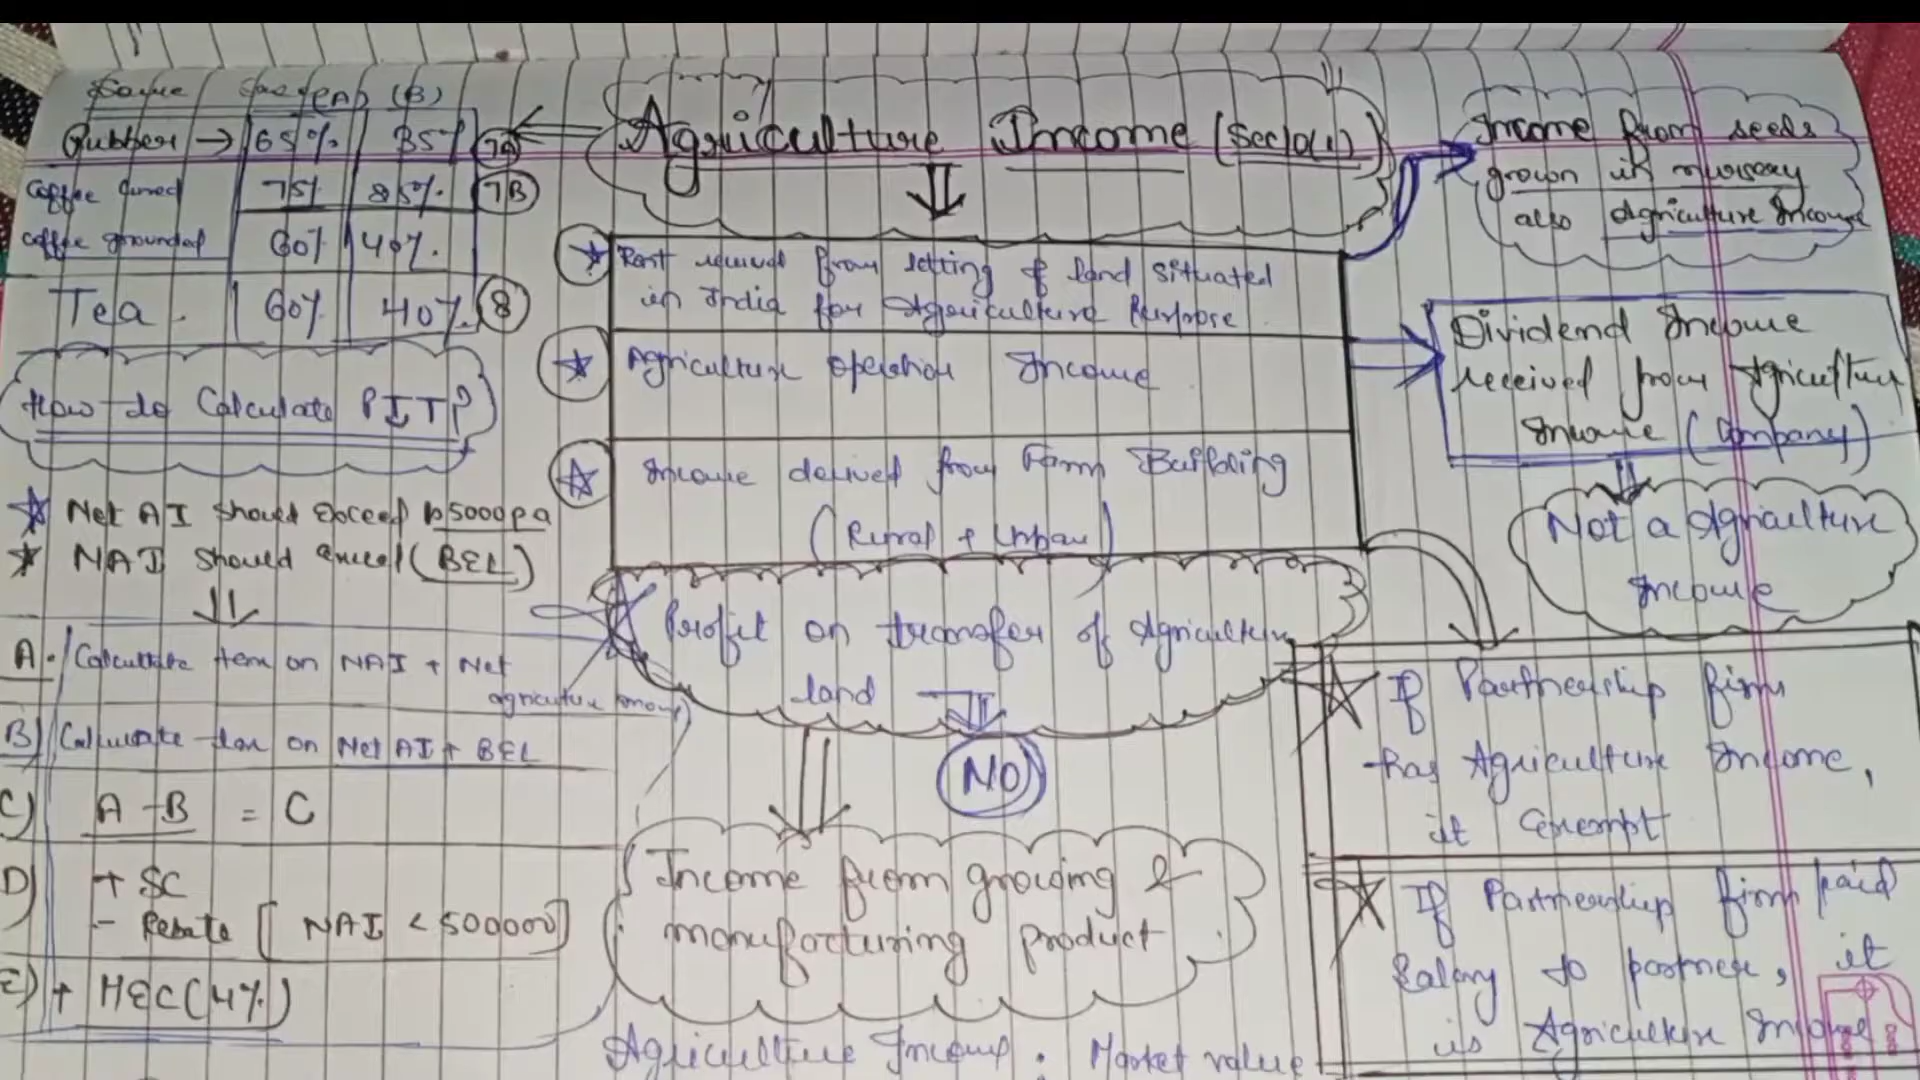 Some Cases (A) (B)
Rubber → 65% 35% 7A
Coffee cured 75% 25% 7B
Coffee grounded 60% 40%
Tea. 60% 40% 8
How do Calculate PIT?
Net AI should exceed 5000 pa
NAI should exceed (BEL)
A. Calculate tax on NAI + Net
agriculture income
B) Calculate tax on Net AI + BEL
C) A - B = C
D) + SC
- Rebate [NAI < 500000]
E) + HEC (4%)
Agriculture Income (Sec10(1))
Rent received from letting of land situated
in India for Agriculture Purpose
Agriculture operation Income
Income derived from Farm Building
(Rural + Urban)
Profit on transfer of Agriculture
land
NO
Income from growing &
manufacturing product
Agriculture Income : Market value
Income from seeds
grown in nursery
also Agriculture Income
Dividend Income
received from Agriculture
Income (Company)
Not a Agriculture
Income
If Partnership firm
has Agriculture Income,
it exempt
If Partnership firm paid
Salary to partner, it
is Agriculture Income